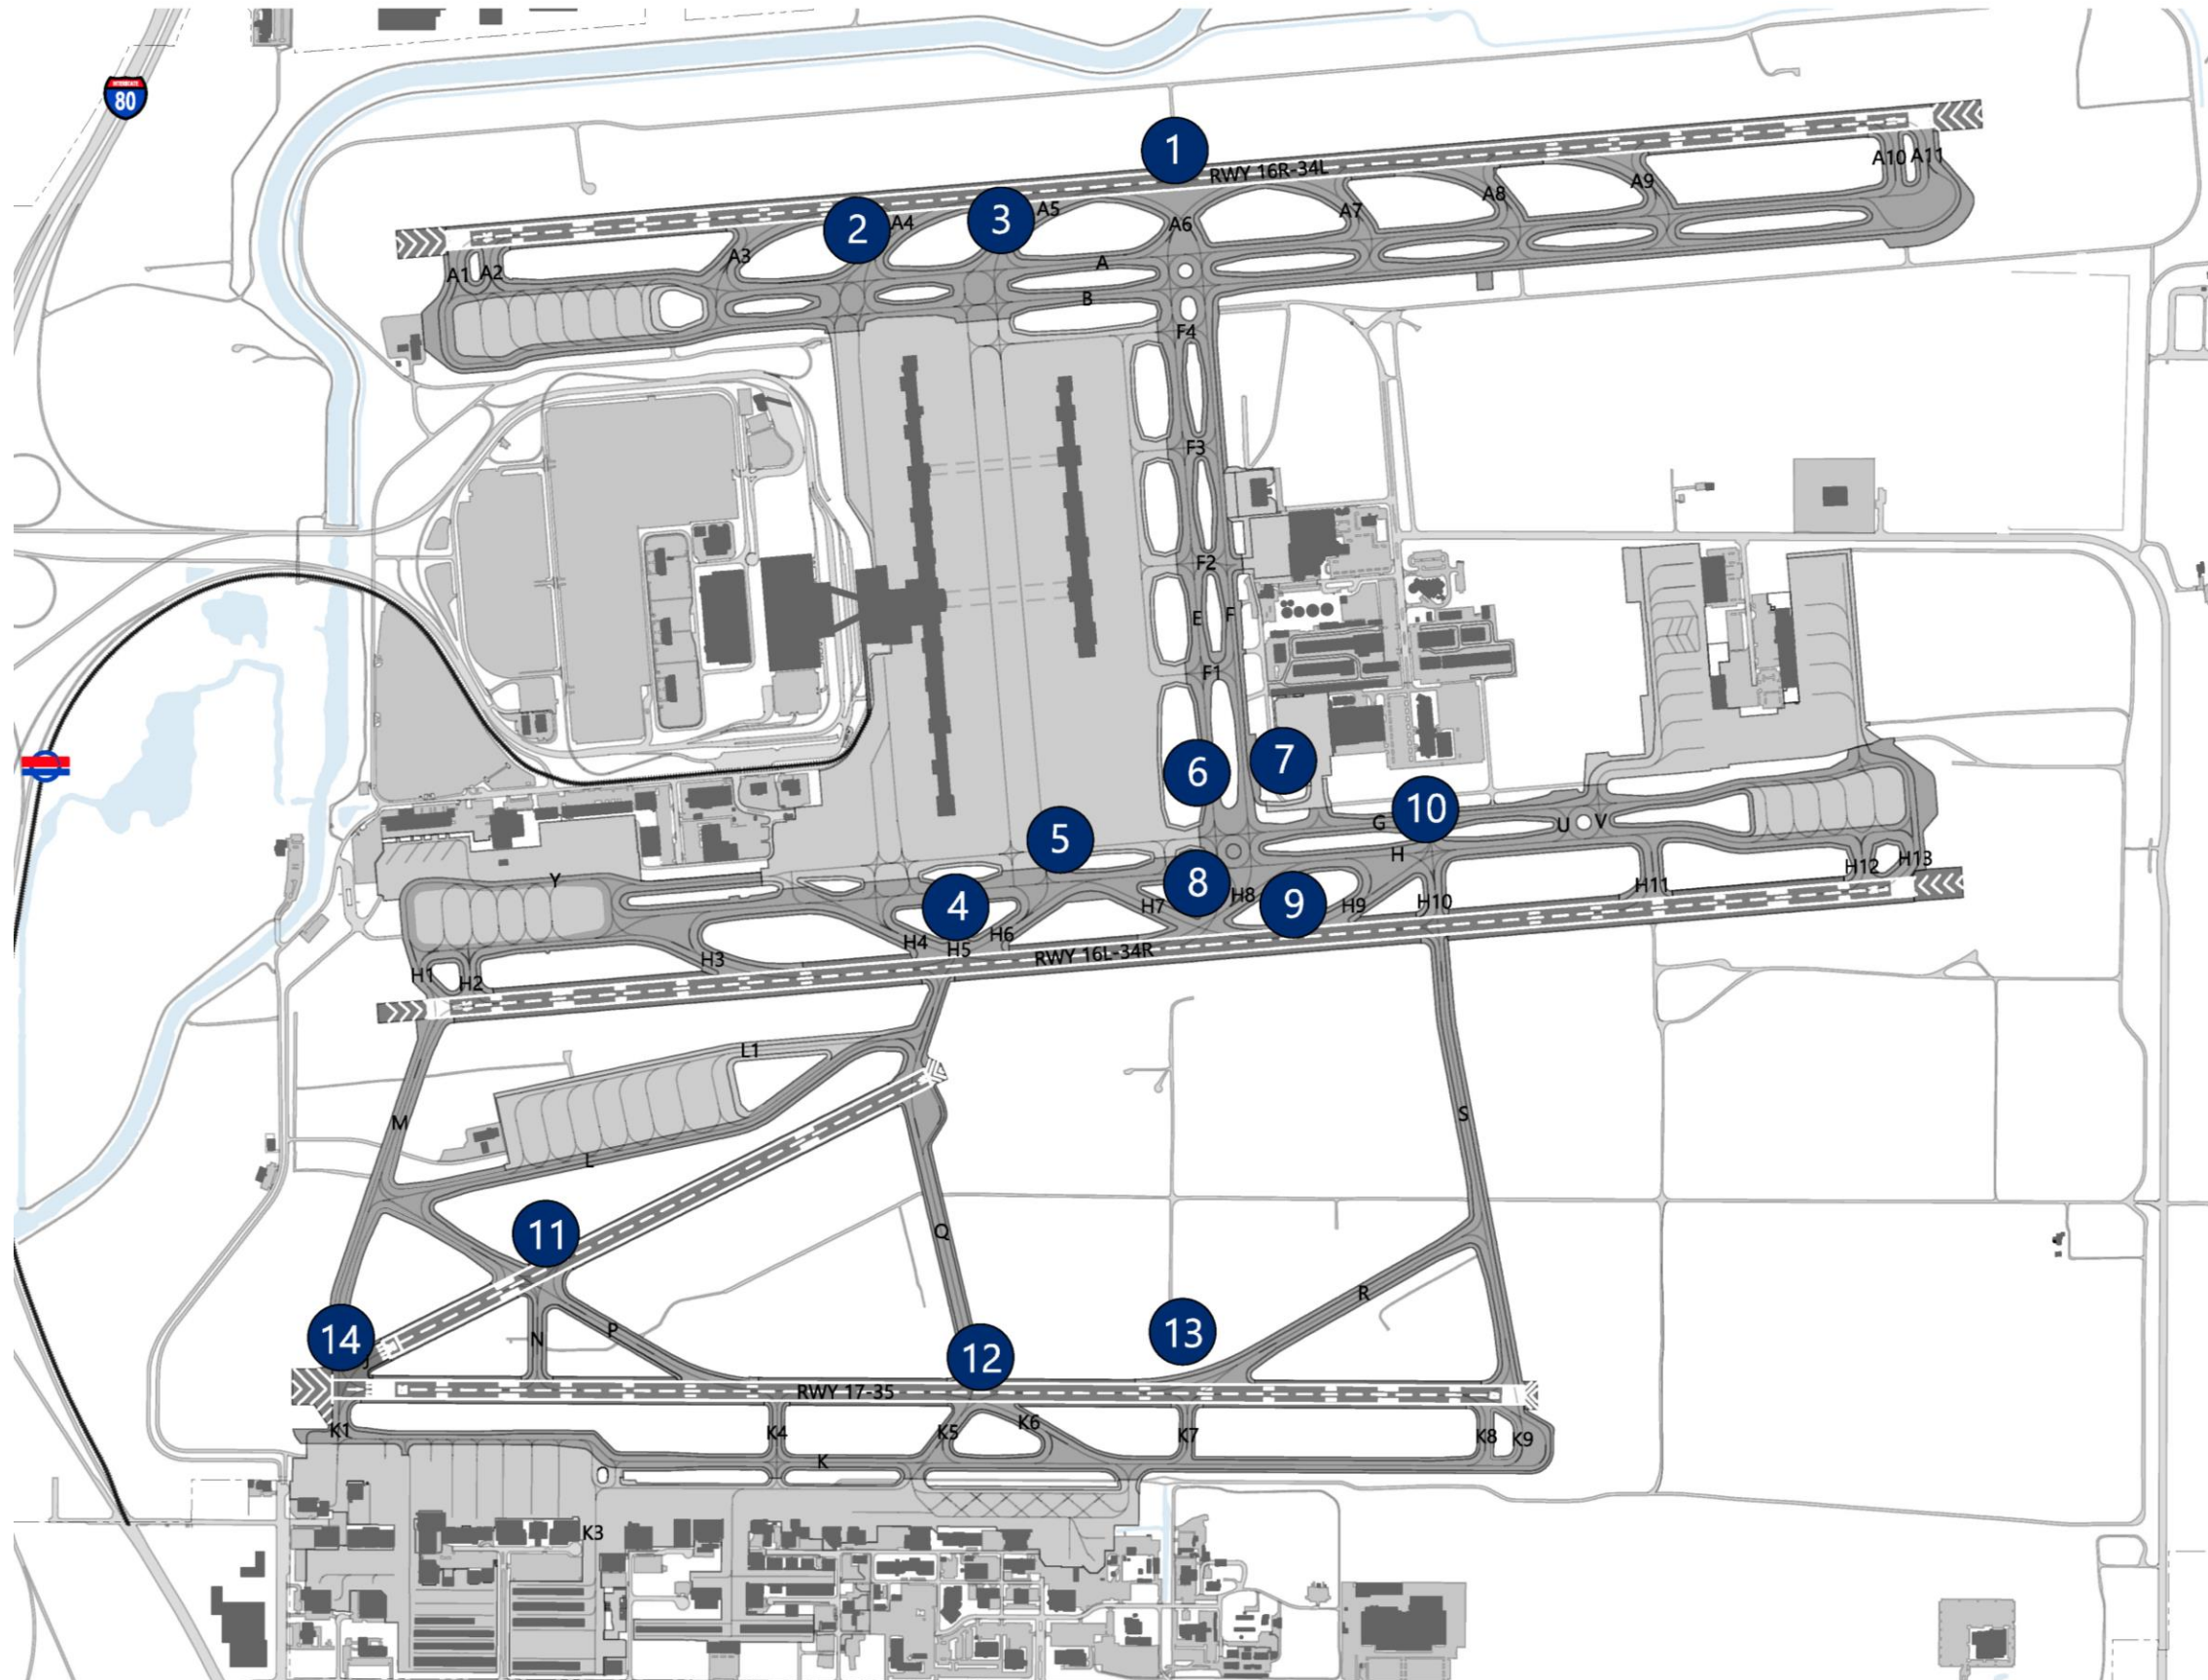 INTERSTATE
80
1
RWY 16R-34L
A10
A11
A9
A8
A7
A6
2
A4
3
A5
A3
A1
A2
A
B
F4
F3
F2
E
F
F1
6
7
10
G
U
V
5
H
Y
4
8
H8
9
H7
H9
H10
H11
H12
H13
H4
H5
H6
H3
RWY 16L-34R
H1
H2
L1
M
S
L
11
Q
R
14
N
P
12
13
J
RWY 17-35
K1
K4
K5
K6
K7
K8
K9
K
K3